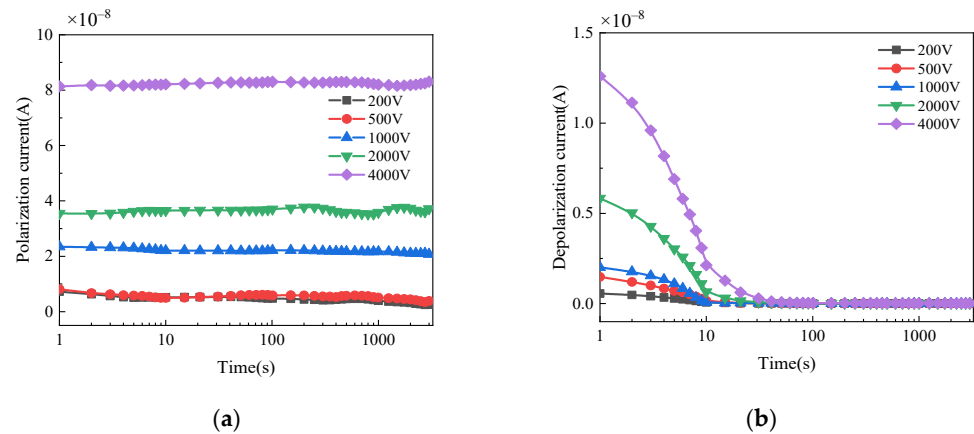 ×10⁻⁸
10
8
6
4
2
0
Polarization current(A)
200V
500V
1000V
2000V
4000V
1
10
100
1000
Time(s)
(a)
×10⁻⁸
1.5
1.0
0.5
0.0
Depolarization current(A)
200V
500V
1000V
2000V
4000V
1
10
100
1000
Time(s)
(b)